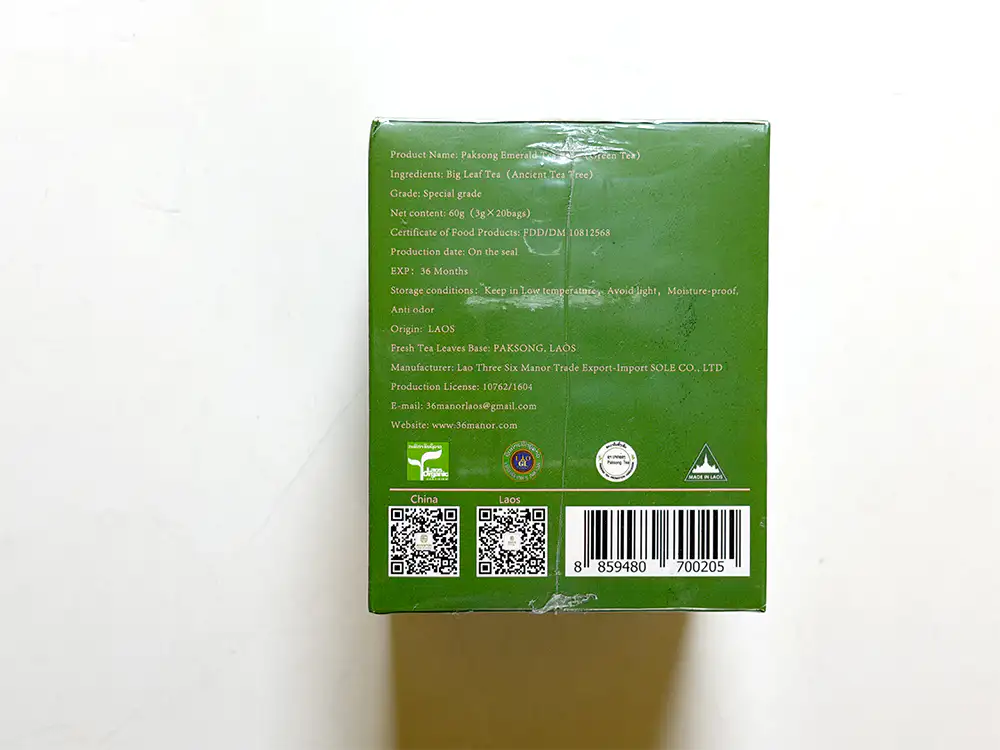 Product Name: Paksong Emerald (Green Tea)
Ingredients: Big Leaf Tea (Ancient Tea Tree)
Grade: Special grade
Net content: 60g (3g×20bags)
Certificate of Food Products: FDD/DM 10812568
Production date: On the seal
EXP: 36 Months
Storage conditions: Keep in Low temperature、Avoid light, Moisture-proof,
Anti odor
Origin: LAOS
Fresh Tea Leaves Base: PAKSONG, LAOS
Manufacturer: Lao Three Six Manor Trade Export-Import SOLE CO., LTD
Production License: 10762/1604
E-mail: 36manorlaos@gmail.com
Website: www.36manor.com
Laos
organic
LAO
GI
Paksong Tea
MADE IN LAOS
China
Laos
8 859480 700205